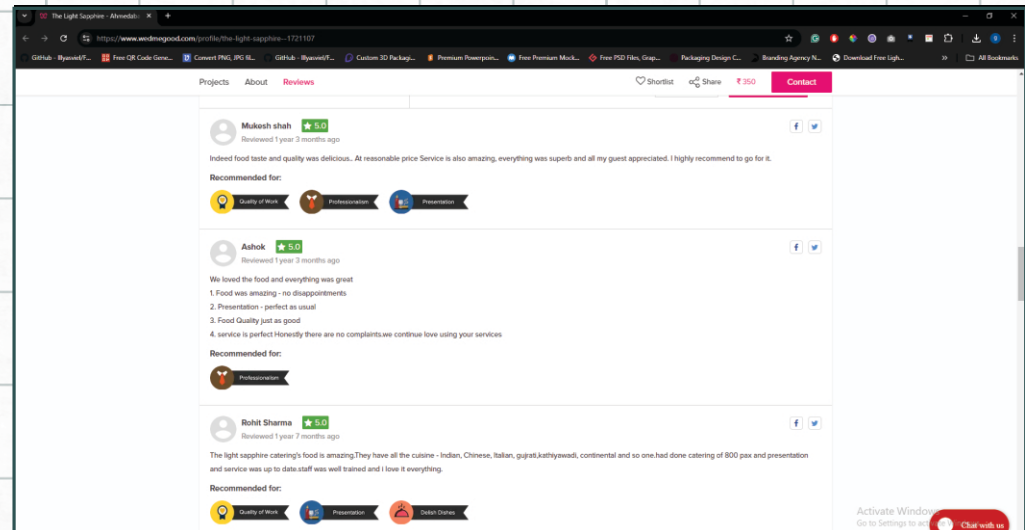 The Light Sapphire - Ahmedab
https://www.wedmegood.com/profile/the-light-sapphire--1721107
GitHub - Illyasviel/F...
Free QR Code Gene...
Convert PNG, JPG fil...
GitHub - Illyasviel/F...
Custom 3D Packagi...
Premium Powerpoin...
Free Premium Mock...
Free PSD Files, Grap...
Packaging Design C...
Branding Agency N...
Download Free Ligh...
All Bookmarks
Projects About Reviews
Shortlist Share ₹ 350 Contact
Mukesh shah ★ 5.0
Reviewed 1 year 3 months ago
Indeed food taste and quality was delicious.. At reasonable price Service is also amazing, everything was superb and all my guest appreciated. I highly recommend to go for it.
Recommended for:
Quality of Work Professionalism Presentation
Ashok ★ 5.0
Reviewed 1 year 3 months ago
We loved the food and everything was great
1. Food was amazing - no disappointments
2. Presentation - perfect as usual
3. Food Quality just as good
4. service is perfect Honestly there are no complaints.we continue love using your services
Recommended for:
Professionalism
Rohit Sharma ★ 5.0
Reviewed 1 year 7 months ago
The light sapphire catering's food is amazing.They have all the cuisine - Indian, Chinese, Italian, gujrati,kathiyawadi, continental and so one.had done catering of 800 pax and presentation
and service was up to date.staff was well trained and i love it everything.
Recommended for:
Quality of Work Presentation Delish Dishes
Activate Windows
Go to Settings to
Chat with us